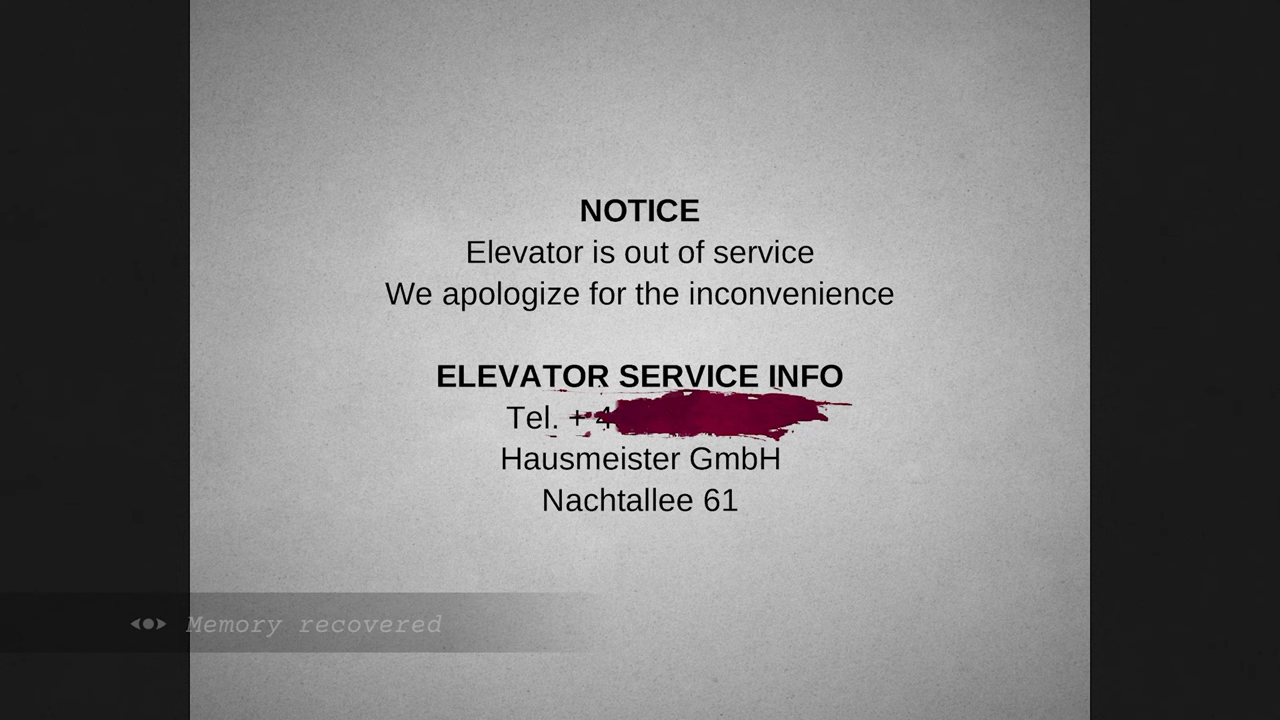 NOTICE
Elevator is out of service
We apologize for the inconvenience
ELEVATOR SERVICE INFO
Tel. + 4
Hausmeister GmbH
Nachtallee 61
Memory recovered